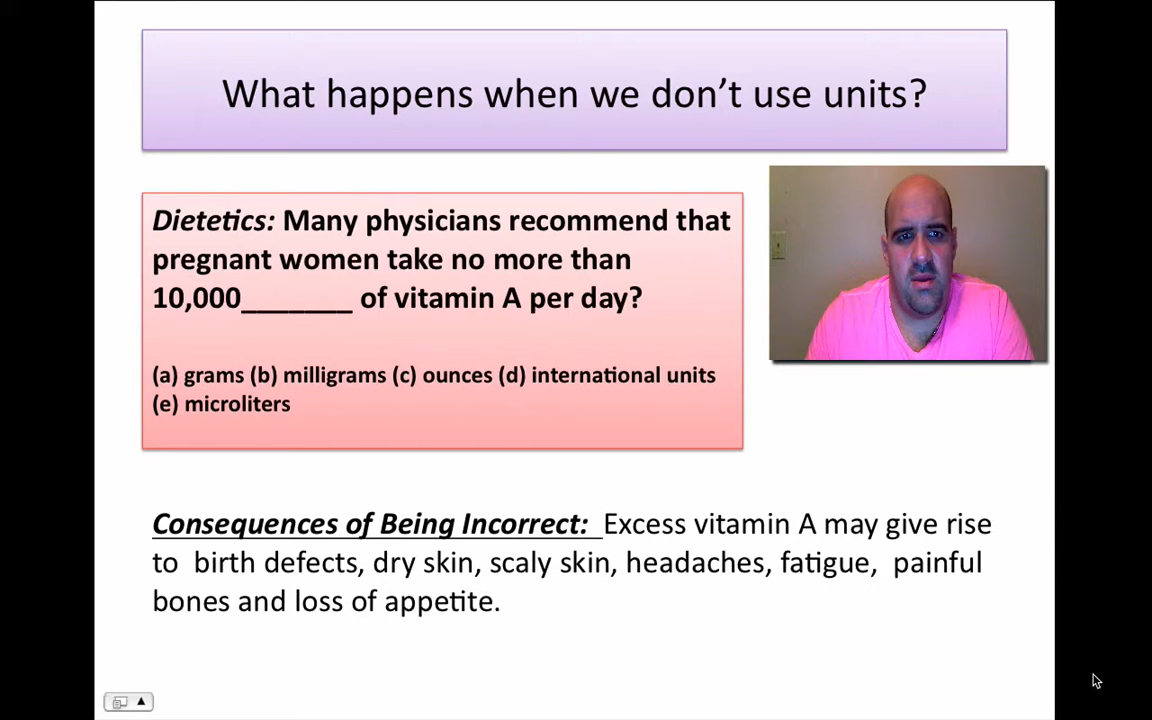 What happens when we don’t use units?
Dietetics: Many physicians recommend that
pregnant women take no more than
10,000_______ of vitamin A per day?
(a) grams (b) milligrams (c) ounces (d) international units
(e) microliters
Consequences of Being Incorrect: Excess vitamin A may give rise
to birth defects, dry skin, scaly skin, headaches, fatigue, painful
bones and loss of appetite.